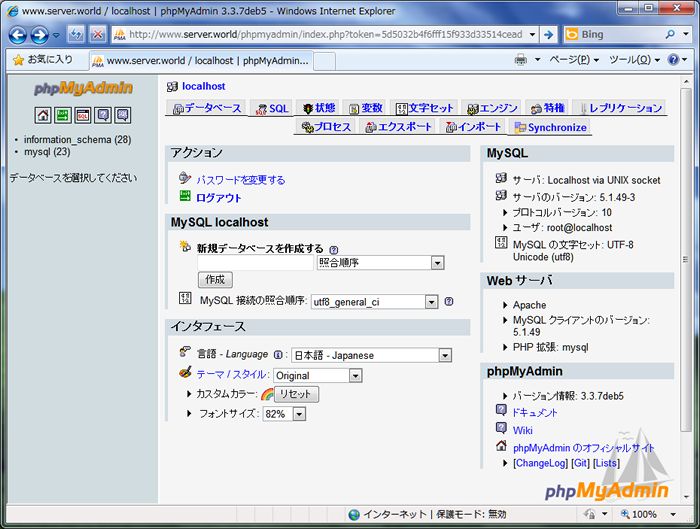 www.server.world / localhost | phpMyAdmin 3.3.7deb5 - Windows Internet Explorer
http://www.server.world/phpmyadmin/index.php?token=5d5032b4f6fff15f933d33514cead
Bing
お気に入り
www.server.world / localhost | phpMyAdmin...
ページ(P)
ツール(O)
phpMyAdmin
SQL
information_schema (28)
mysql (23)
データベースを選択してください
localhost
データベース SQL 状態 変数 文字セット エンジン 特権 レプリケーション
プロセス エクスポート インポート Synchronize
アクション
パスワードを変更する
ログアウト
MySQL localhost
新規データベースを作成する
照合順序
作成
MySQL 接続の照合順序: utf8_general_ci
インタフェース
言語 - Language : 日本語 - Japanese
テーマ / スタイル: Original
カスタムカラー: リセット
フォントサイズ: 82%
MySQL
サーバ: Localhost via UNIX socket
サーバのバージョン: 5.1.49-3
プロトコルバージョン: 10
ユーザ: root@localhost
MySQL の文字セット: UTF-8
Unicode (utf8)
Web サーバ
Apache
MySQL クライアントのバージョン:
5.1.49
PHP 拡張: mysql
phpMyAdmin
バージョン情報: 3.3.7deb5
ドキュメント
Wiki
phpMyAdmin のオフィシャルサイト
[ChangeLog] [Git] [Lists]
phpMyAdmin
インターネット | 保護モード: 無効
100%